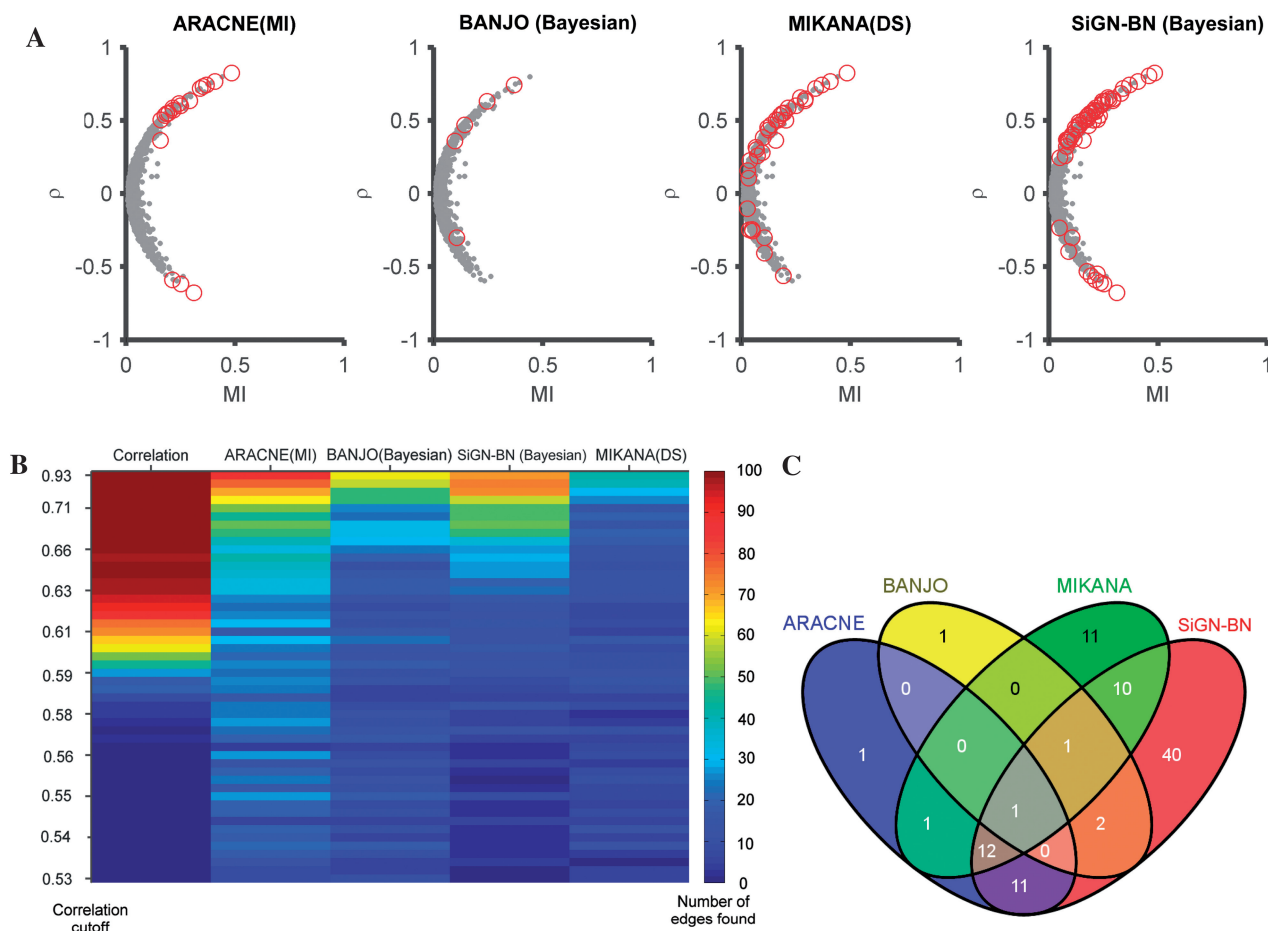 A
ARACNE(MI)
BANJO (Bayesian)
MIKANA(DS)
SiGN-BN (Bayesian)
1
0.5
0
-0.5
-1
ρ
0
0.5
1
MI
1
0.5
0
-0.5
-1
ρ
0
0.5
1
MI
1
0.5
0
-0.5
-1
ρ
0
0.5
1
MI
1
0.5
0
-0.5
-1
ρ
0
0.5
1
MI
B
Correlation
ARACNE(MI)
BANJO(Bayesian)
SiGN-BN (Bayesian)
MIKANA(DS)
0.93
0.71
0.66
0.63
0.61
0.59
0.58
0.56
0.55
0.54
0.53
Correlation
cutoff
100
90
80
70
60
50
40
30
20
10
0
Number of
edges found
C
BANJO
MIKANA
ARACNE
SiGN-BN
1
11
0
0
10
1
0
1
40
1
1
2
12
0
11